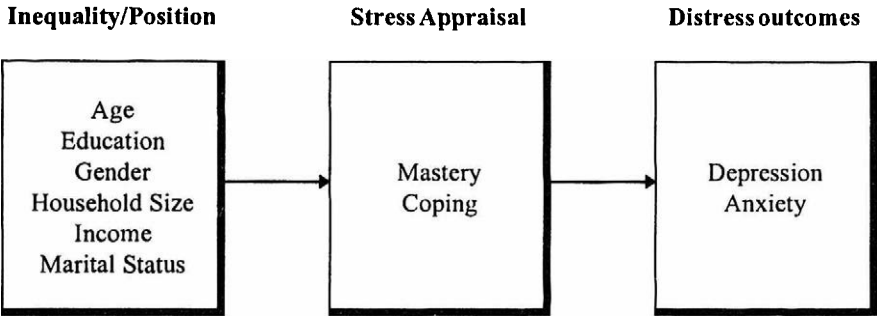 Inequality/Position
Stress Appraisal
Distress outcomes
Age
Education
Gender
Household Size
Income
Marital Status
Mastery
Coping
Depression
Anxiety